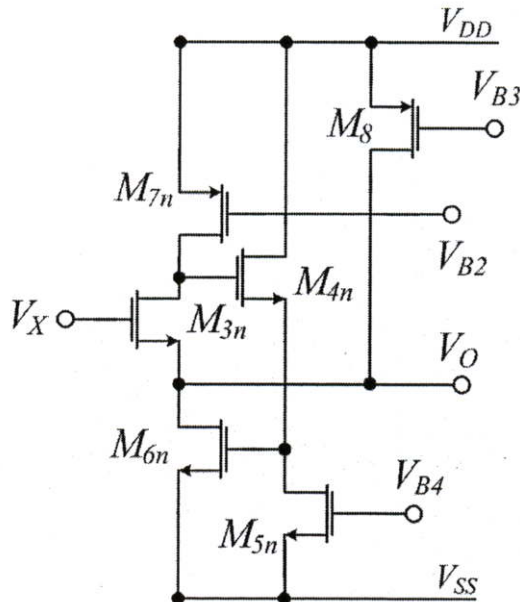 V_DD
V_B3
M_8
M_7n
V_B2
M_4n
V_X
M_3n
V_O
M_6n
V_B4
M_5n
V_SS